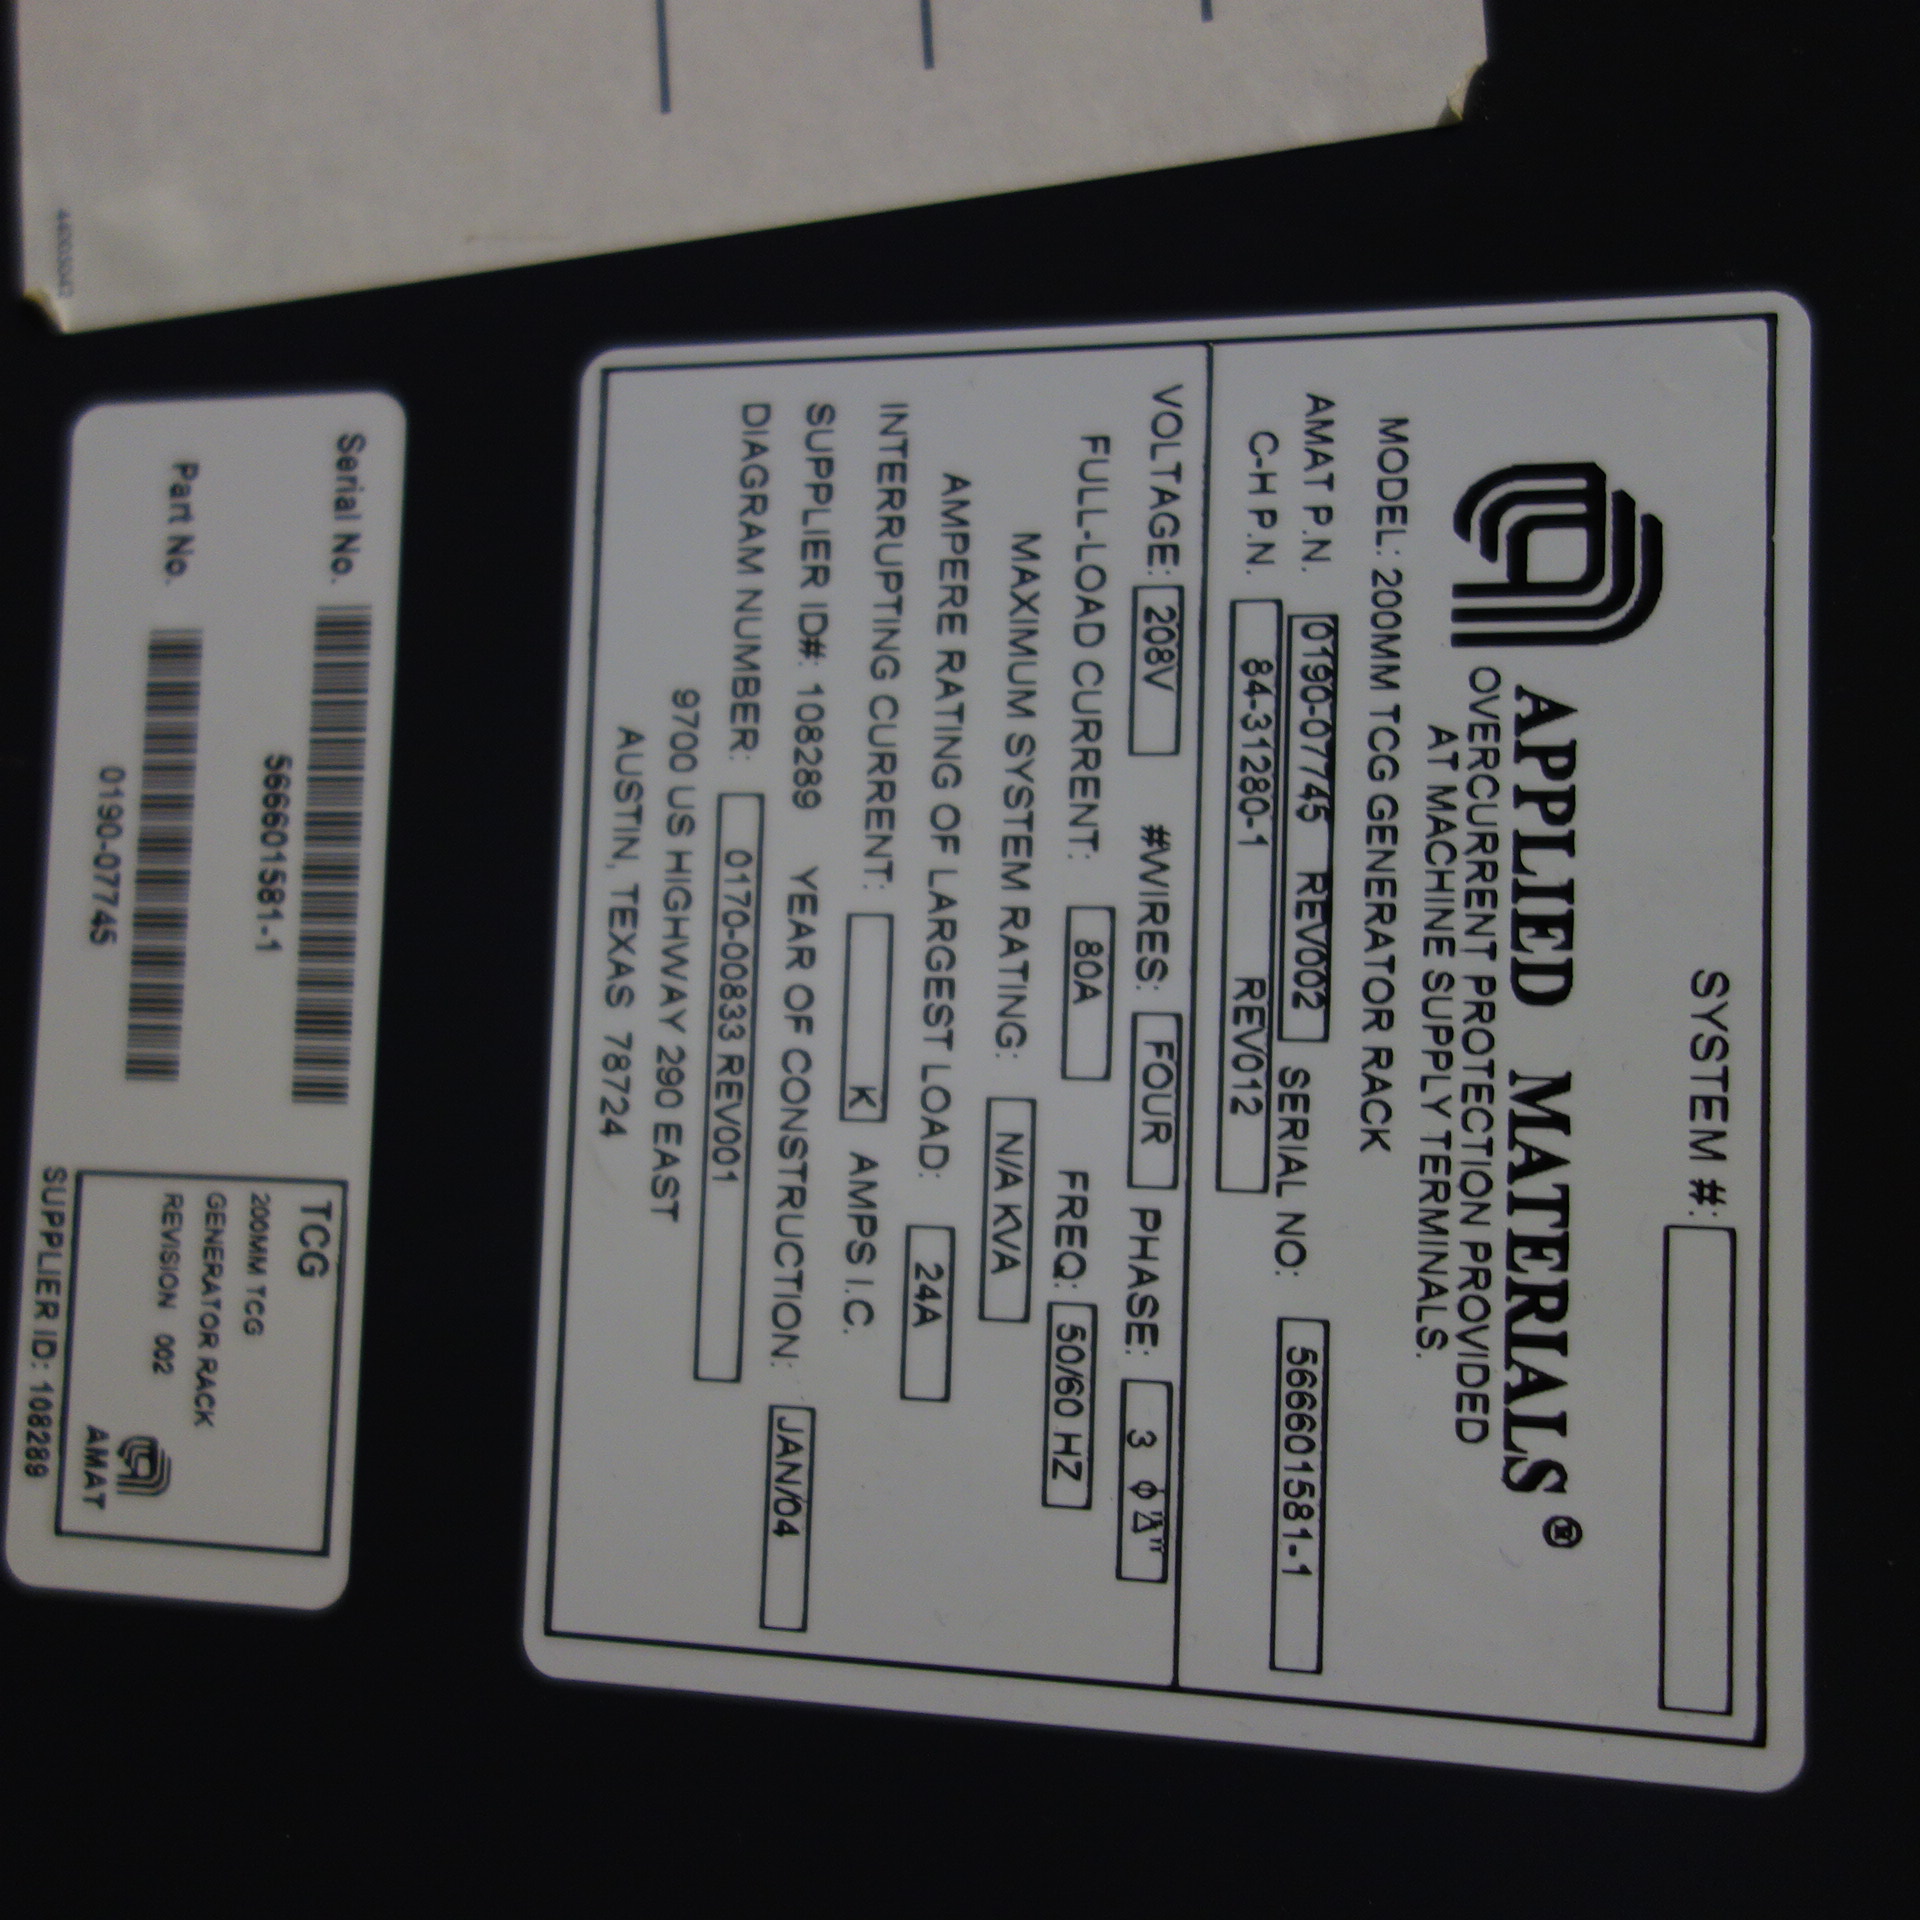 SYSTEM #:
APPLIED MATERIALS®
OVERCURRENT PROTECTION PROVIDED
AT MACHINE SUPPLY TERMINALS.
MODEL: 200MM TCG GENERATOR RACK
AMAT P.N. 0190-07745 REV002 SERIAL NO: 566601581-1
C-H P.N. 84-31280-1 REV012
VOLTAGE: 208V #WIRES: FOUR PHASE: 3 ϕ "Δ"
FULL-LOAD CURRENT: 80A FREQ: 50/60 HZ
MAXIMUM SYSTEM RATING: N/A KVA
AMPERE RATING OF LARGEST LOAD: 24A
INTERRUPTING CURRENT: K AMPS I.C.
SUPPLIER ID#: 108289 YEAR OF CONSTRUCTION: JAN/04
DIAGRAM NUMBER: 0170-00833 REV001
9700 US HIGHWAY 290 EAST
AUSTIN, TEXAS 78724
Serial No.
566601581-1
Part No.
0190-07745
TCG
200MM TCG
GENERATOR RACK
REVISION 002
AMAT
SUPPLIER ID: 108289